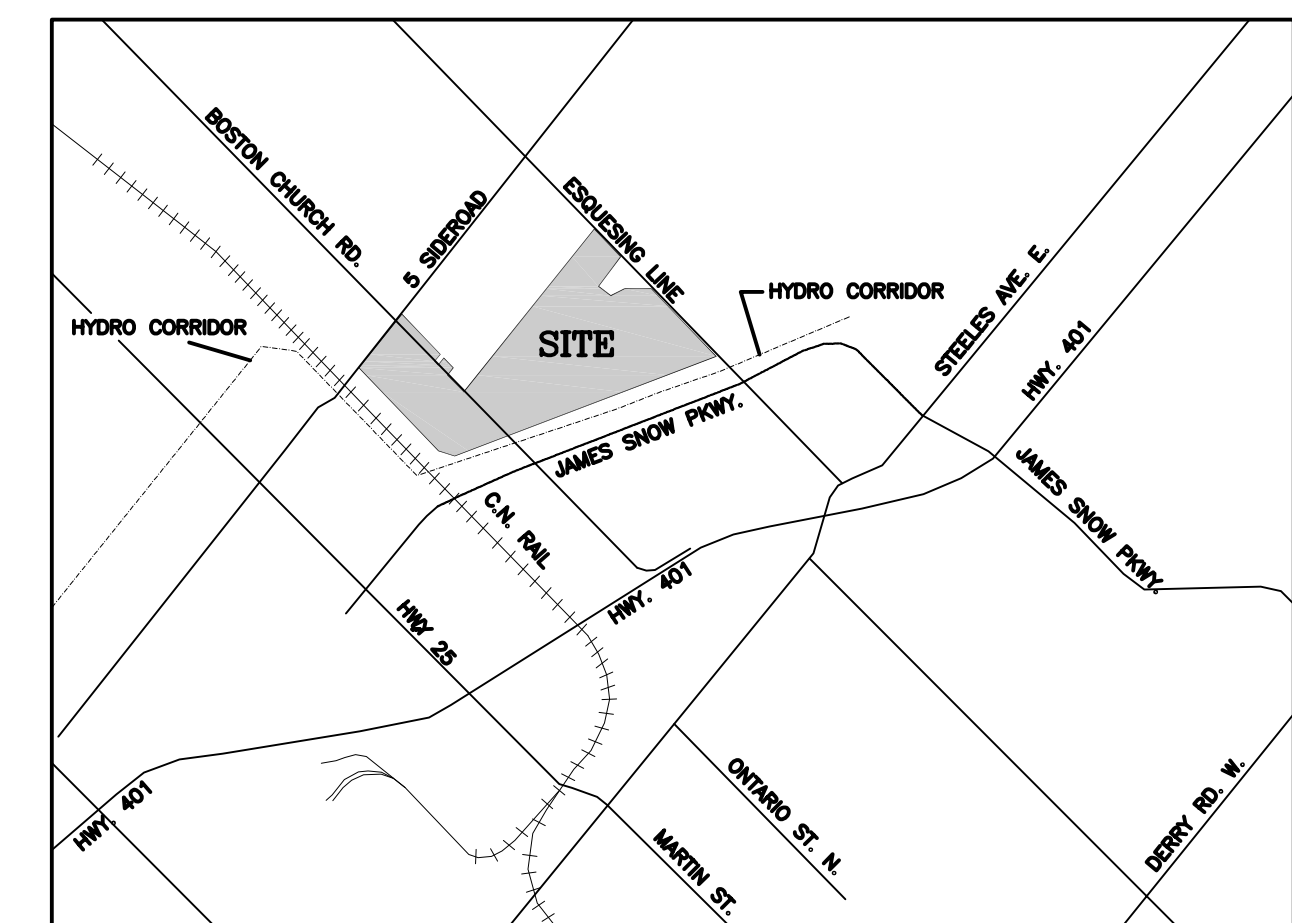 BOSTON CHURCH RD.
5 SIDEROAD
ESQUESING LINE
HYDRO CORRIDOR
HYDRO CORRIDOR
SITE
STEELES AVE. E.
HWY. 401
JAMES SNOW PKWY.
JAMES SNOW PKWY.
C.N. RAIL
HWY. 401
HWY 25
HWY. 401
ONTARIO ST. N.
MARTIN ST.
DERRY RD. W.